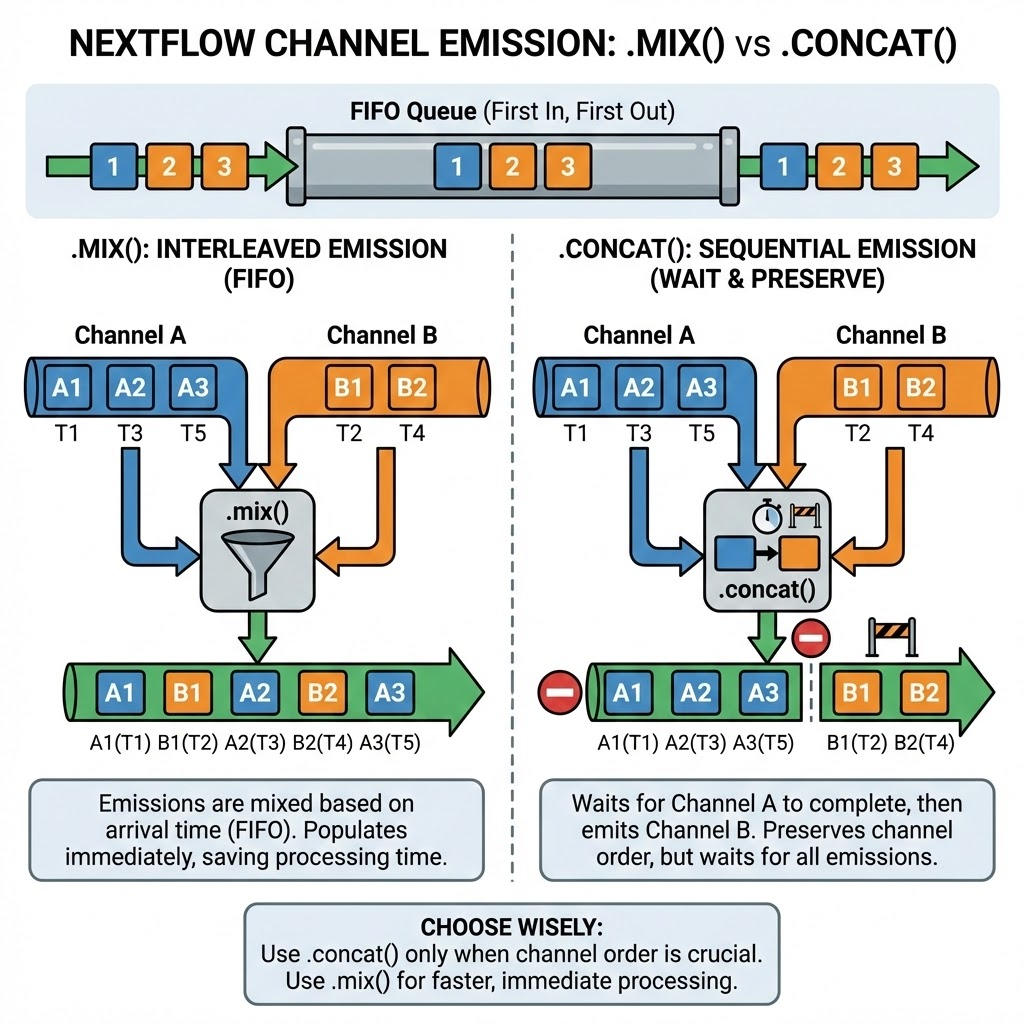 NEXTFLOW CHANNEL EMISSION: .MIX() vs .CONCAT()
FIFO Queue (First In, First Out)
1 2 3
1 2 3
1 2 3
.MIX(): INTERLEAVED EMISSION
(FIFO)
Channel A
Channel B
A1 A2 A3
B1 B2
T1 T3 T5
T2 T4
.mix()
A1 B1 A2 B2 A3
A1(T1) B1(T2) A2(T3) B2(T4) A3(T5)
Emissions are mixed based on
arrival time (FIFO). Populates
immediately, saving processing time.
.CONCAT(): SEQUENTIAL EMISSION
(WAIT & PRESERVE)
Channel A
Channel B
A1 A2 A3
B1 B2
T1 T3 T5
T2 T4
.concat()
A1 A2 A3
B1 B2
A1(T1) A2(T3) A3(T5)
B1(T2) B2(T4)
Waits for Channel A to complete, then
emits Channel B. Preserves channel
order, but waits for all emissions.
CHOOSE WISELY:
Use .concat() only when channel order is crucial.
Use .mix() for faster, immediate processing.